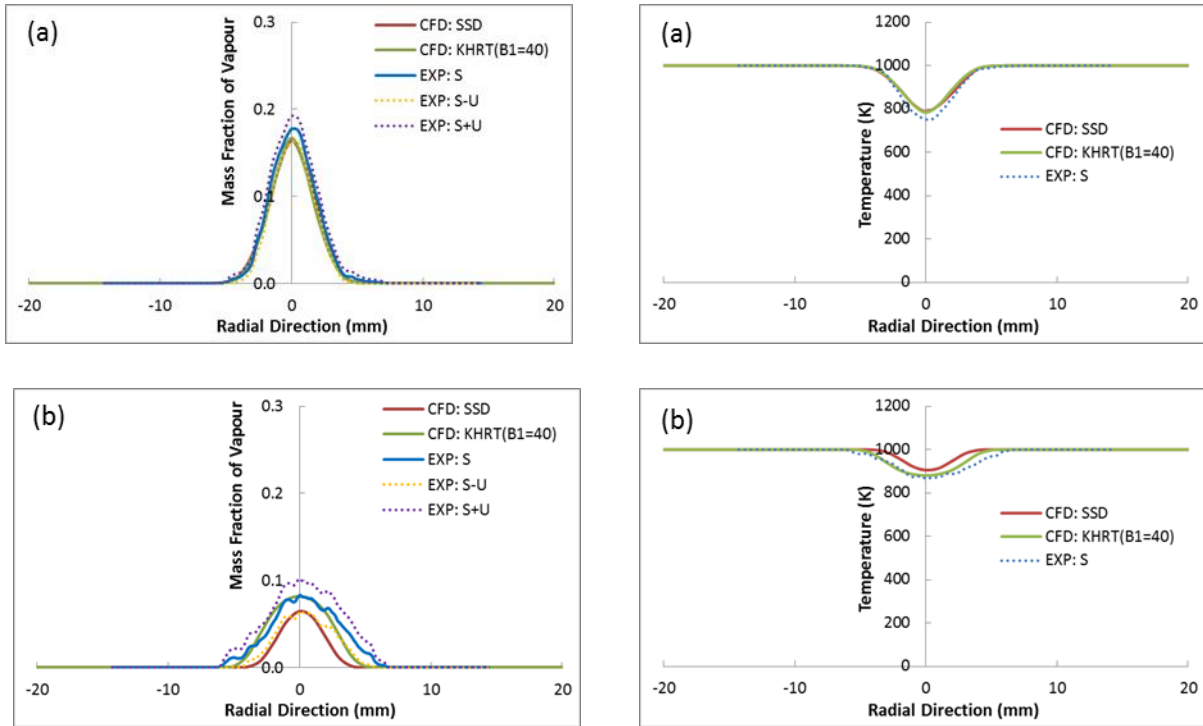 (a)
Mass Fraction of Vapour
0.3
0.2
0.1
0.0
CFD: SSD
CFD: KHRT(B1=40)
EXP: S
EXP: S-U
EXP: S+U
-20
-10
0
10
20
Radial Direction (mm)
(a)
Temperature (K)
1200
1000
800
600
400
200
0
CFD: SSD
CFD: KHRT(B1=40)
EXP: S
-20
-10
0
10
20
Radial Direction (mm)
(b)
Mass Fraction of Vapour
0.3
0.2
0.1
0.0
CFD: SSD
CFD: KHRT(B1=40)
EXP: S
EXP: S-U
EXP: S+U
-20
-10
0
10
20
Radial Direction (mm)
(b)
Temperature (K)
1200
1000
800
600
400
200
0
CFD: SSD
CFD: KHRT(B1=40)
EXP: S
-20
-10
0
10
20
Radial Direction (mm)